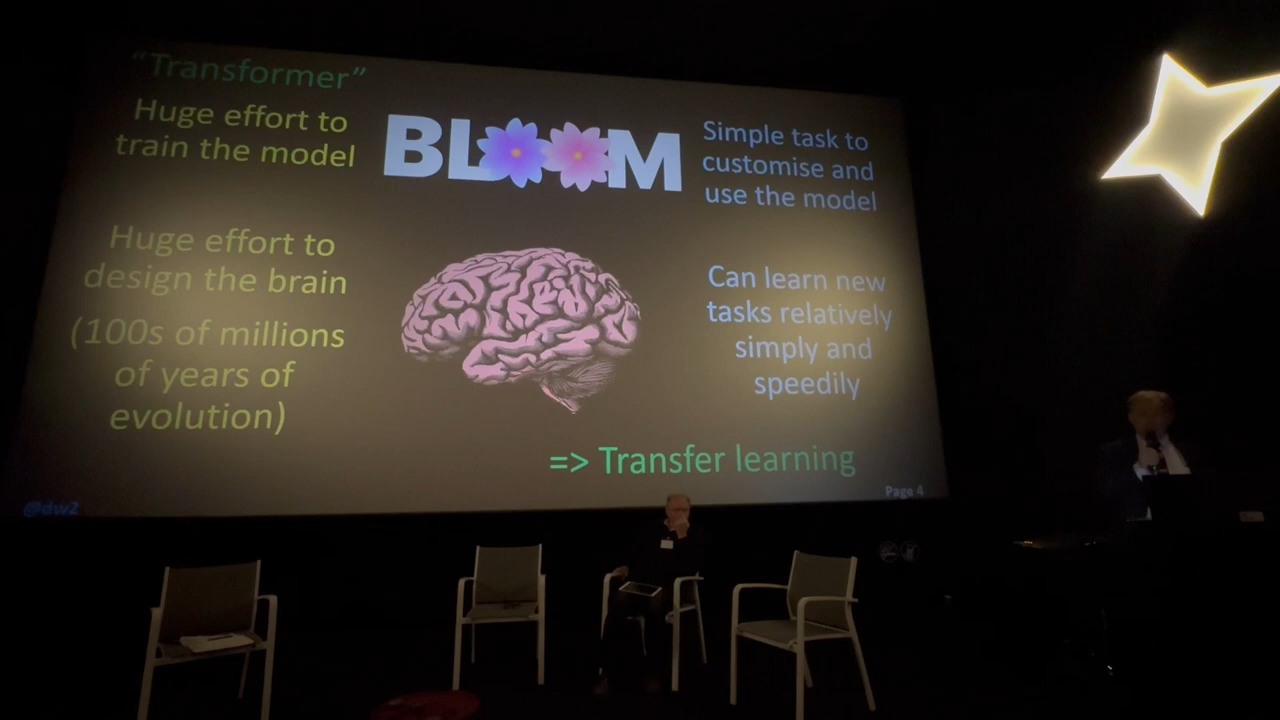 “Transformer”
Huge effort to
train the model
BLOOM
Simple task to
customise and
use the model
Huge effort to
design the brain
(100s of millions
of years of
evolution)
Can learn new
tasks relatively
simply and
speedily
=> Transfer learning
@dw2
Page 4